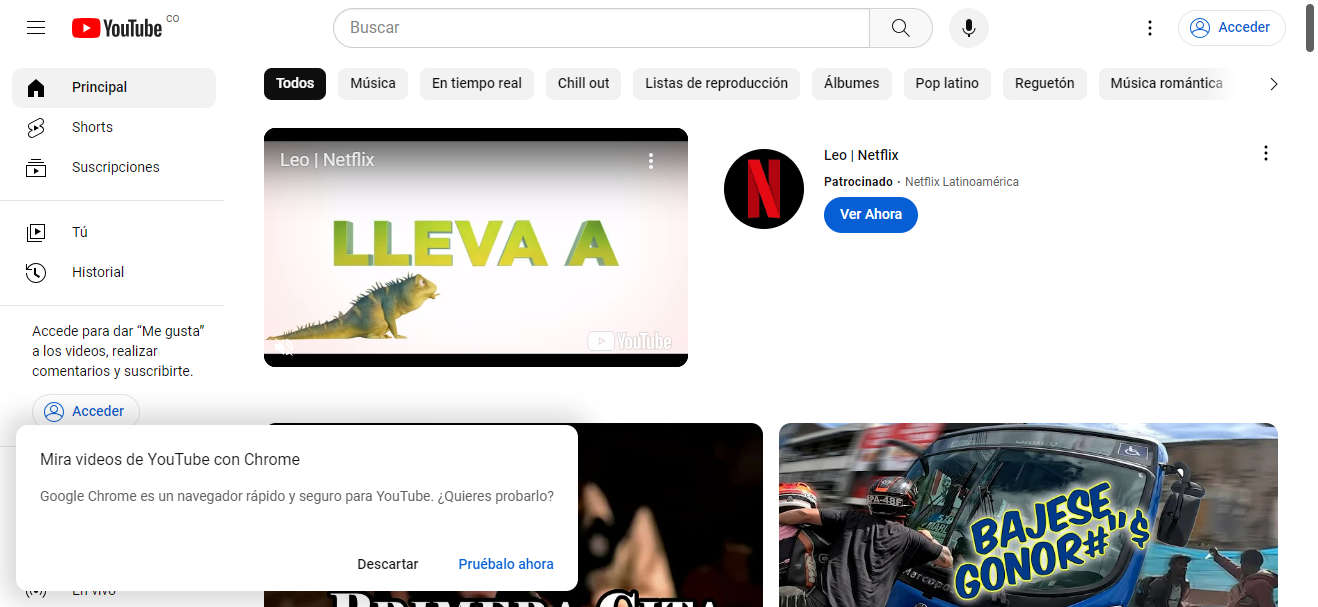 YouTube CO
Buscar
Acceder
Principal
Shorts
Suscripciones
Tú
Historial
Accede para dar “Me gusta”
a los videos, realizar
comentarios y suscribirte.
Acceder
Todos
Música
En tiempo real
Chill out
Listas de reproducción
Álbumes
Pop latino
Reguetón
Música romántica
Leo | Netflix
LLEVA A
YouTube
Leo | Netflix
Patrocinado · Netflix Latinoamérica
Ver Ahora
Mira videos de YouTube con Chrome
Google Chrome es un navegador rápido y seguro para YouTube. ¿Quieres probarlo?
Descartar
Pruébalo ahora
En vivo
PRIMERA CITA
BAJESE
GONOR#"$